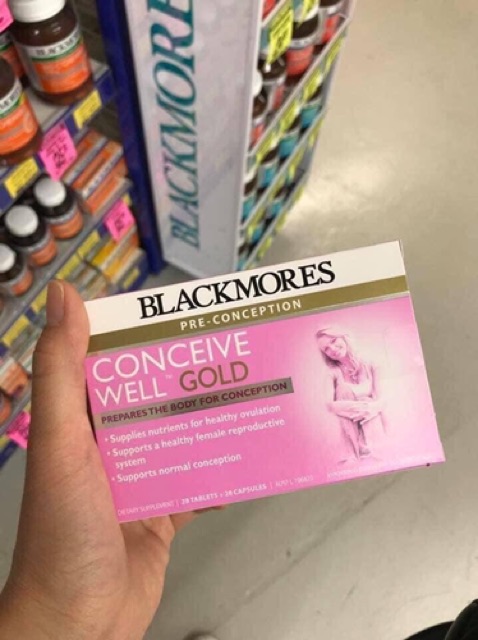 BLACKMORES
BLACKMORES
PRE-CONCEPTION
CONCEIVE
WELL™ GOLD
PREPARES THE BODY FOR CONCEPTION
• Supplies nutrients for healthy ovulation
• Supports a healthy female reproductive
system
• Supports normal conception
DIETARY SUPPLEMENT | 28 TABLETS + 28 CAPSULES |